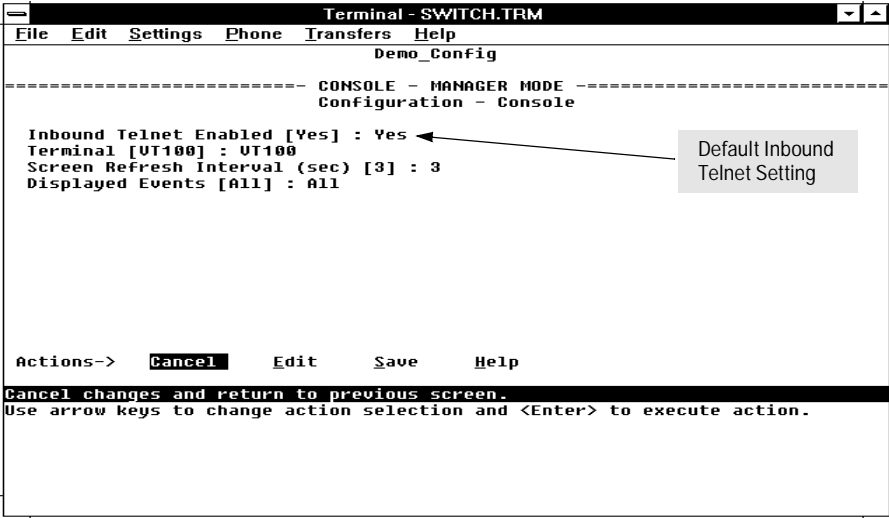 Terminal - SWITCH.TRM
File Edit Settings Phone Transfers Help
Demo_Config
==========================- CONSOLE - MANAGER MODE -===========================
Configuration - Console
Inbound Telnet Enabled [Yes] : Yes
Default Inbound
Telnet Setting
Terminal [VT100] : VT100
Screen Refresh Interval (sec) [3] : 3
Displayed Events [All] : All
Actions-> Cancel Edit Save Help
Cancel changes and return to previous screen.
Use arrow keys to change action selection and <Enter> to execute action.